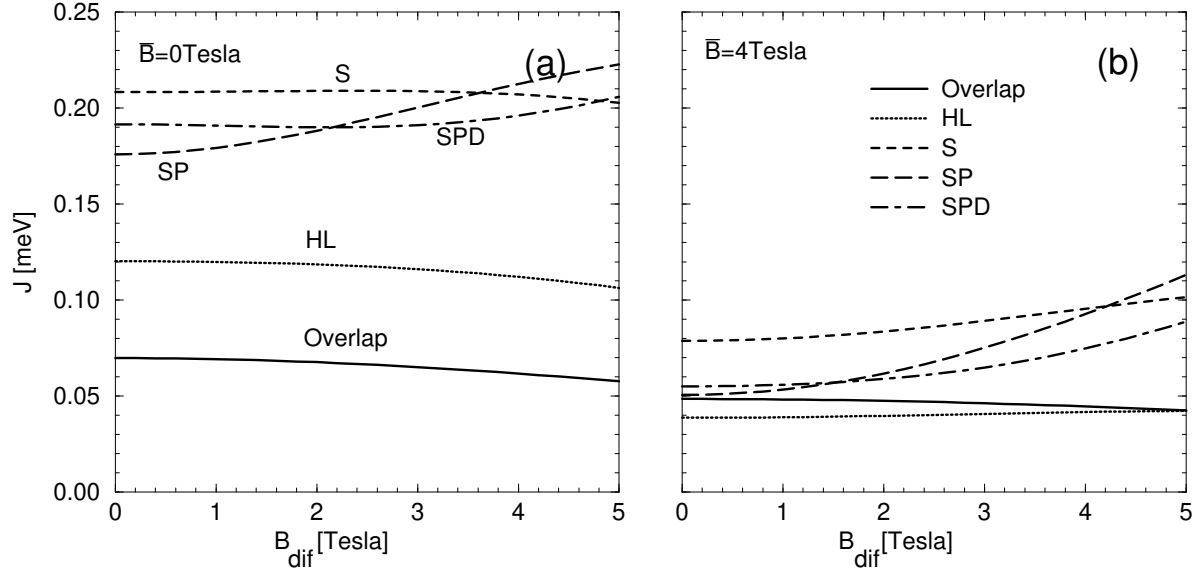 0.25
0.20
0.15
0.10
0.05
0.00
J [meV]
B̅=0Tesla
(a)
S
SPD
SP
HL
Overlap
0 1 2 3 4 5
B_dif [Tesla]
B̅=4Tesla
(b)
Overlap
HL
S
SP
SPD
0 1 2 3 4 5
B_dif [Tesla]